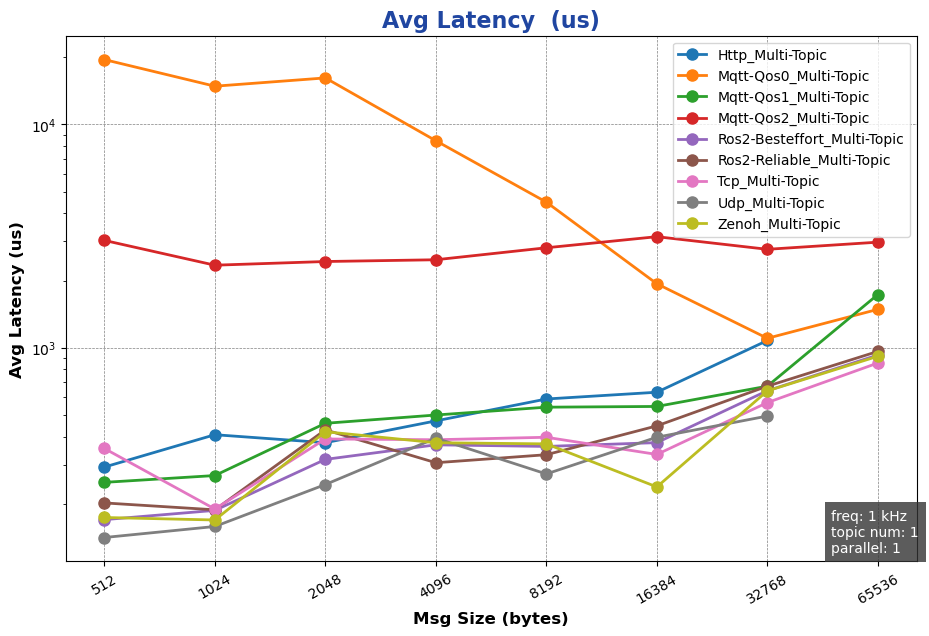 Avg Latency  (us)
Http_Multi-Topic
Mqtt-Qos0_Multi-Topic
Mqtt-Qos1_Multi-Topic
Mqtt-Qos2_Multi-Topic
Ros2-Besteffort_Multi-Topic
Ros2-Reliable_Multi-Topic
Tcp_Multi-Topic
Udp_Multi-Topic
Zenoh_Multi-Topic
Avg Latency (us)
10⁴
10³
freq: 1 kHz
topic num: 1
parallel: 1
512 1024 2048 4096 8192 16384 32768 65536
Msg Size (bytes)